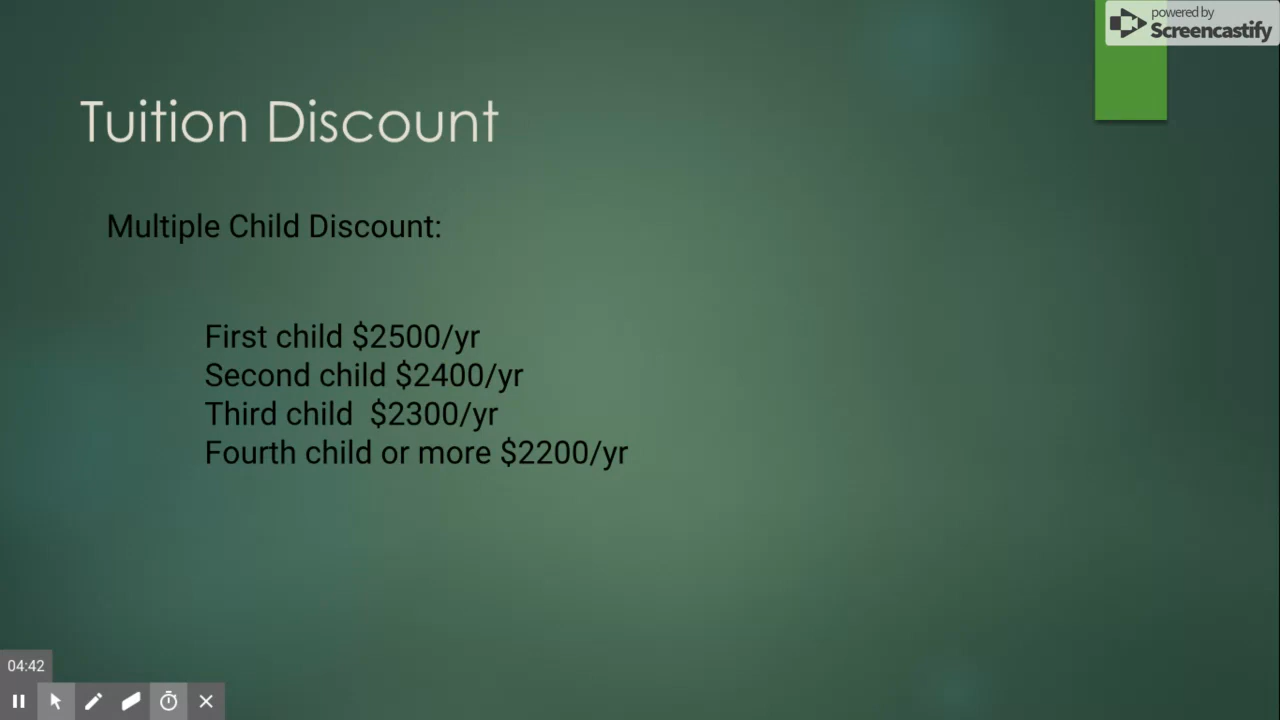 powered by
Screencastify
Tuition Discount
Multiple Child Discount:
First child $2500/yr
Second child $2400/yr
Third child  $2300/yr
Fourth child or more $2200/yr
04:42